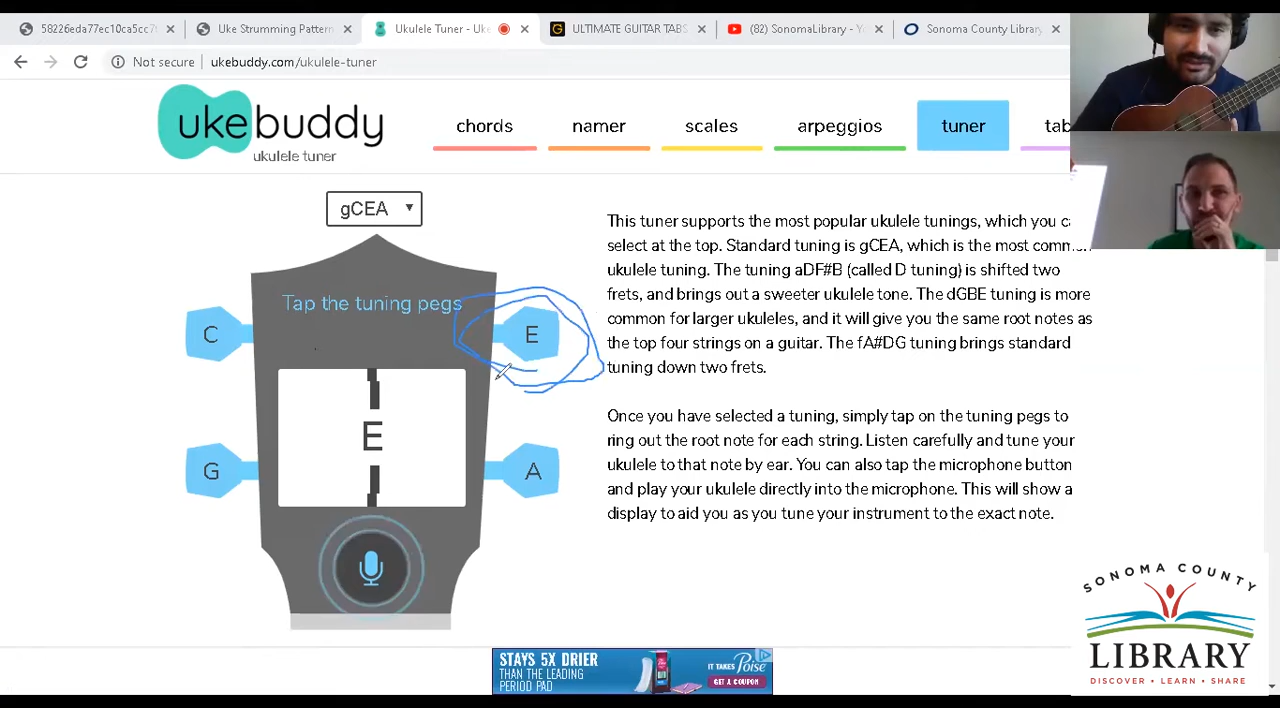 58226eda77ec10ca5cc7
Uke Strumming Pattern
Ukulele Tuner - Uke
ULTIMATE GUITAR TABS
(82) SonomaLibrary - Yo
Sonoma County Library
Not secure | ukebuddy.com/ukulele-tuner
ukebuddy
ukulele tuner
chords
namer
scales
arpeggios
tuner
tab
gCEA
Tap the tuning pegs
C
E
E
G
A
This tuner supports the most popular ukulele tunings, which you ca
select at the top. Standard tuning is gCEA, which is the most common
ukulele tuning. The tuning aDF#B (called D tuning) is shifted two
frets, and brings out a sweeter ukulele tone. The dGBE tuning is more
common for larger ukuleles, and it will give you the same root notes as
the top four strings on a guitar. The fA#DG tuning brings standard
tuning down two frets.
Once you have selected a tuning, simply tap on the tuning pegs to
ring out the root note for each string. Listen carefully and tune your
ukulele to that note by ear. You can also tap the microphone button
and play your ukulele directly into the microphone. This will show a
display to aid you as you tune your instrument to the exact note.
STAYS 5X DRIER
THAN THE LEADING
PERIOD PAD
IT TAKES
Poise
GET A COUPON
SONOMA COUNTY
LIBRARY
DISCOVER • LEARN • SHARE